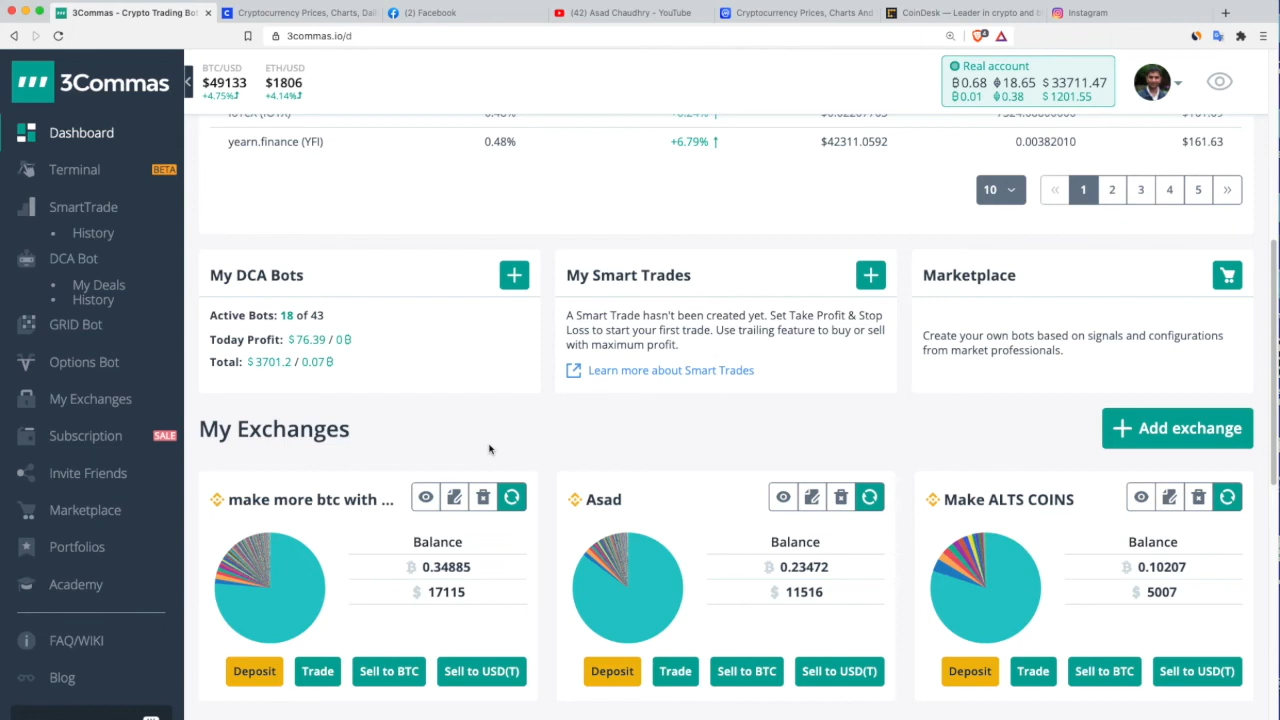 3Commas - Crypto Trading Bot
Cryptocurrency Prices, Charts, Dai
(2) Facebook
(42) Asad Chaudhry - YouTube
Cryptocurrency Prices, Charts And
CoinDesk — Leader in crypto and b
Instagram
3commas.io/d
3Commas
BTC/USD
$49133
+4.75%
ETH/USD
$1806
+4.14%
Real account
0.68 18.65 $ 33711.47
0.01 0.38 $ 1201.55
Dashboard
Terminal
BETA
SmartTrade
History
DCA Bot
My Deals
History
GRID Bot
Options Bot
My Exchanges
Subscription
SALE
Invite Friends
Marketplace
Portfolios
Academy
FAQ/WIKI
Blog
yearn.finance (YFI) 0.48% +6.79% ↑ $42311.0592 0.00382010 $161.63
10
« 1 2 3 4 5 »
My DCA Bots
Active Bots: 18 of 43
Today Profit: $ 76.39 / 0₿
Total: $ 3701.2 / 0.07₿
My Smart Trades
A Smart Trade hasn't been created yet. Set Take Profit & Stop
Loss to start your first trade. Use trailing feature to buy or sell
with maximum profit.
Learn more about Smart Trades
Marketplace
Create your own bots based on signals and configurations
from market professionals.
My Exchanges
+ Add exchange
make more btc with ...
Balance
₿ 0.34885
$ 17115
Deposit Trade Sell to BTC Sell to USD(T)
Asad
Balance
₿ 0.23472
$ 11516
Deposit Trade Sell to BTC Sell to USD(T)
Make ALTS COINS
Balance
₿ 0.10207
$ 5007
Deposit Trade Sell to BTC Sell to USD(T)